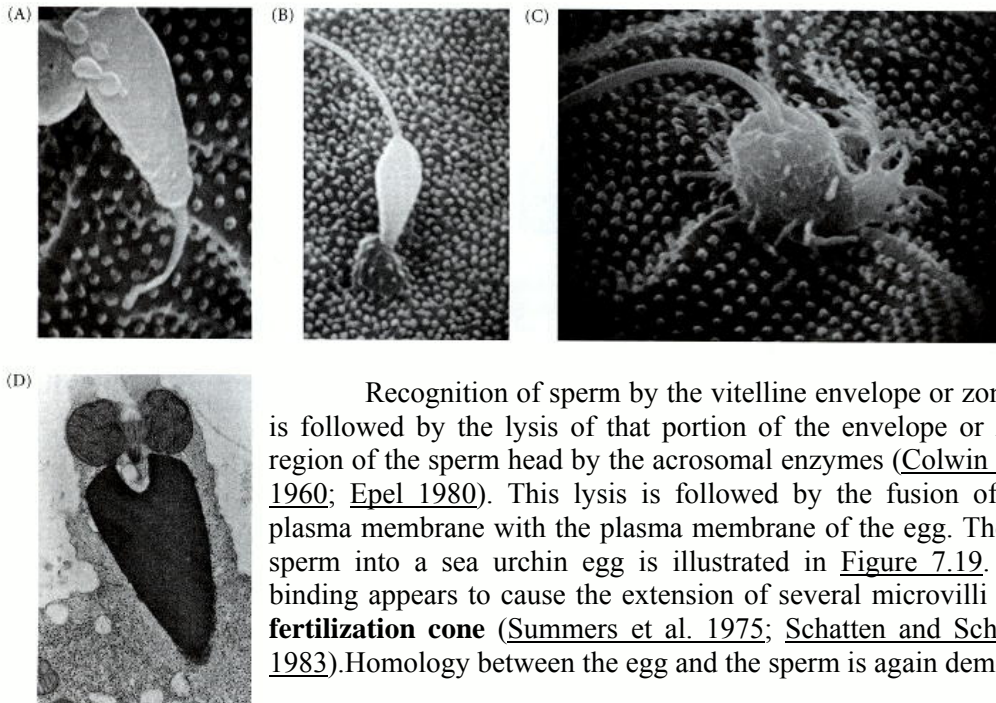 (A)
(B)
(C)
(D)
Recognition of sperm by the vitelline envelope or zon
is followed by the lysis of that portion of the envelope or
region of the sperm head by the acrosomal enzymes (Colwin
1960; Epel 1980). This lysis is followed by the fusion of
plasma membrane with the plasma membrane of the egg. Th
sperm into a sea urchin egg is illustrated in Figure 7.19.
binding appears to cause the extension of several microvilli
fertilization cone (Summers et al. 1975; Schatten and Sch
1983).Homology between the egg and the sperm is again dem